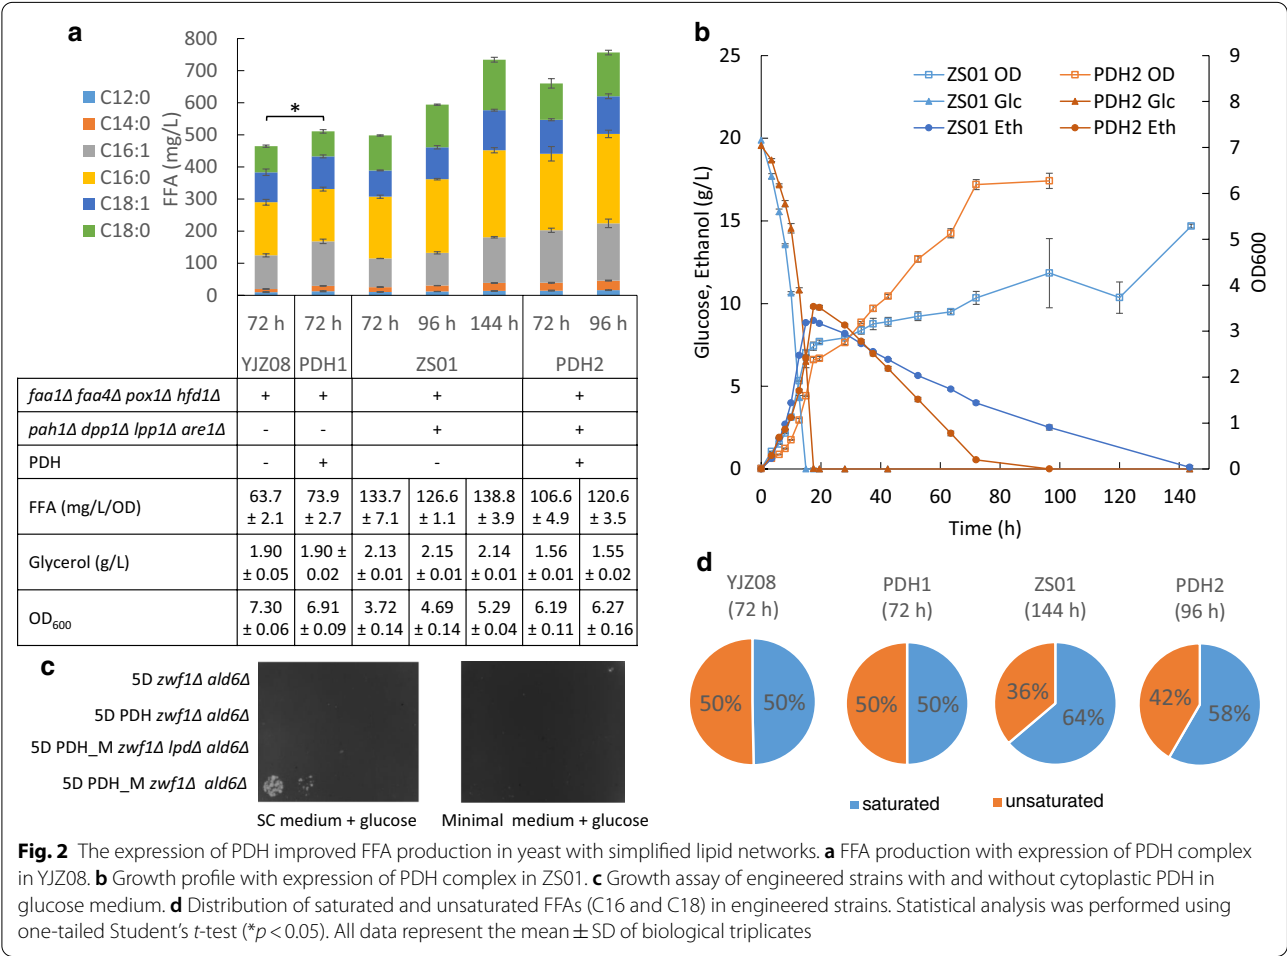 a
800
700
600
500
400
300
200
100
0
FFA (mg/L)
C12:0
C14:0
C16:1
C16:0
C18:1
C18:0
*
72 h 72 h 72 h 96 h 144 h 72 h 96 h
YJZ08 PDH1 ZS01 PDH2
faa1Δ faa4Δ pox1Δ hfd1Δ + + + +
pah1Δ dpp1Δ lpp1Δ are1Δ - - + +
PDH - + - +
FFA (mg/L/OD) 63.7 ± 2.1 73.9 ± 2.7 133.7 ± 7.1 126.6 ± 1.1 138.8 ± 3.9 106.6 ± 4.9 120.6 ± 3.5
Glycerol (g/L) 1.90 ± 0.05 1.90 ± 0.02 2.13 ± 0.01 2.15 ± 0.01 2.14 ± 0.01 1.56 ± 0.01 1.55 ± 0.02
OD600 7.30 ± 0.06 6.91 ± 0.09 3.72 ± 0.14 4.69 ± 0.14 5.29 ± 0.04 6.19 ± 0.11 6.27 ± 0.16
b
25
20
15
10
5
0
Glucose, Ethanol (g/L)
ZS01 OD PDH2 OD
ZS01 Glc PDH2 Glc
ZS01 Eth PDH2 Eth
9
8
7
6
5
4
3
2
1
0
OD600
0 20 40 60 80 100 120 140
Time (h)
c
5D zwf1Δ ald6Δ
5D PDH zwf1Δ ald6Δ
5D PDH_M zwf1Δ lpdΔ ald6Δ
5D PDH_M zwf1Δ ald6Δ
SC medium + glucose Minimal medium + glucose
d
YJZ08 PDH1 ZS01 PDH2
(72 h) (72 h) (144 h) (96 h)
50% 50% 50% 50% 36% 64% 42% 58%
saturated unsaturated
Fig. 2 The expression of PDH improved FFA production in yeast with simplified lipid networks. a FFA production with expression of PDH complex
in YJZ08. b Growth profile with expression of PDH complex in ZS01. c Growth assay of engineered strains with and without cytoplastic PDH in
glucose medium. d Distribution of saturated and unsaturated FFAs (C16 and C18) in engineered strains. Statistical analysis was performed using
one-tailed Student's t-test (*p < 0.05). All data represent the mean ± SD of biological triplicates